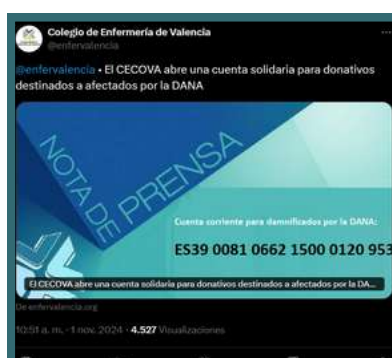 Colegio de Enfermería de Valencia
@enfervalencia
@enfervalencia • El CECOVA abre una cuenta solidaria para donativos
destinados a afectados por la DANA
NOTA DE PRENSA
Cuenta corriente para damnificados por la DANA:
ES39 0081 0662 1500 0120 953
El CECOVA abre una cuenta solidaria para donativos destinados a afectados por la DA...
De enfervalencia.org
10:51 a. m. · 1 nov. 2024 · 4.527 Visualizaciones